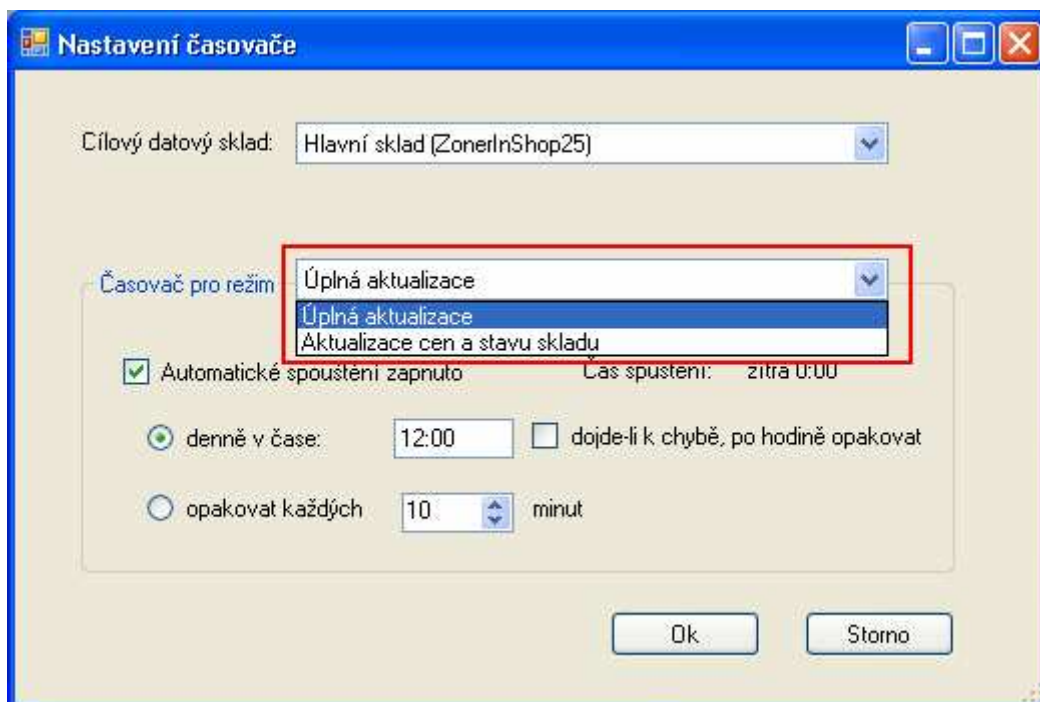 Nastavení časovače
Cílový datový sklad: Hlavní sklad (ZonerInShop25)
Časovač pro režim Úplná aktualizace
Úplná aktualizace
Aktualizace cen a stavu skladu
Automatické spouštění zapnuto Čas spuštění: zítra 0:00
denně v čase: 12:00 dojde-li k chybě, po hodině opakovat
opakovat každých 10 minut
Ok Storno